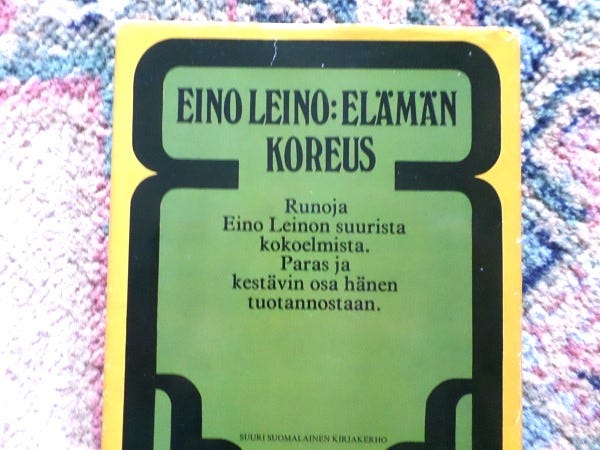 EINO LEINO: ELÄMÄN
KOREUS
Runoja
Eino Leinon suurista
kokoelmista.
Paras ja
kestävin osa hänen
tuotannostaan.
SUURI SUOMALAINEN KIRJAKERHO